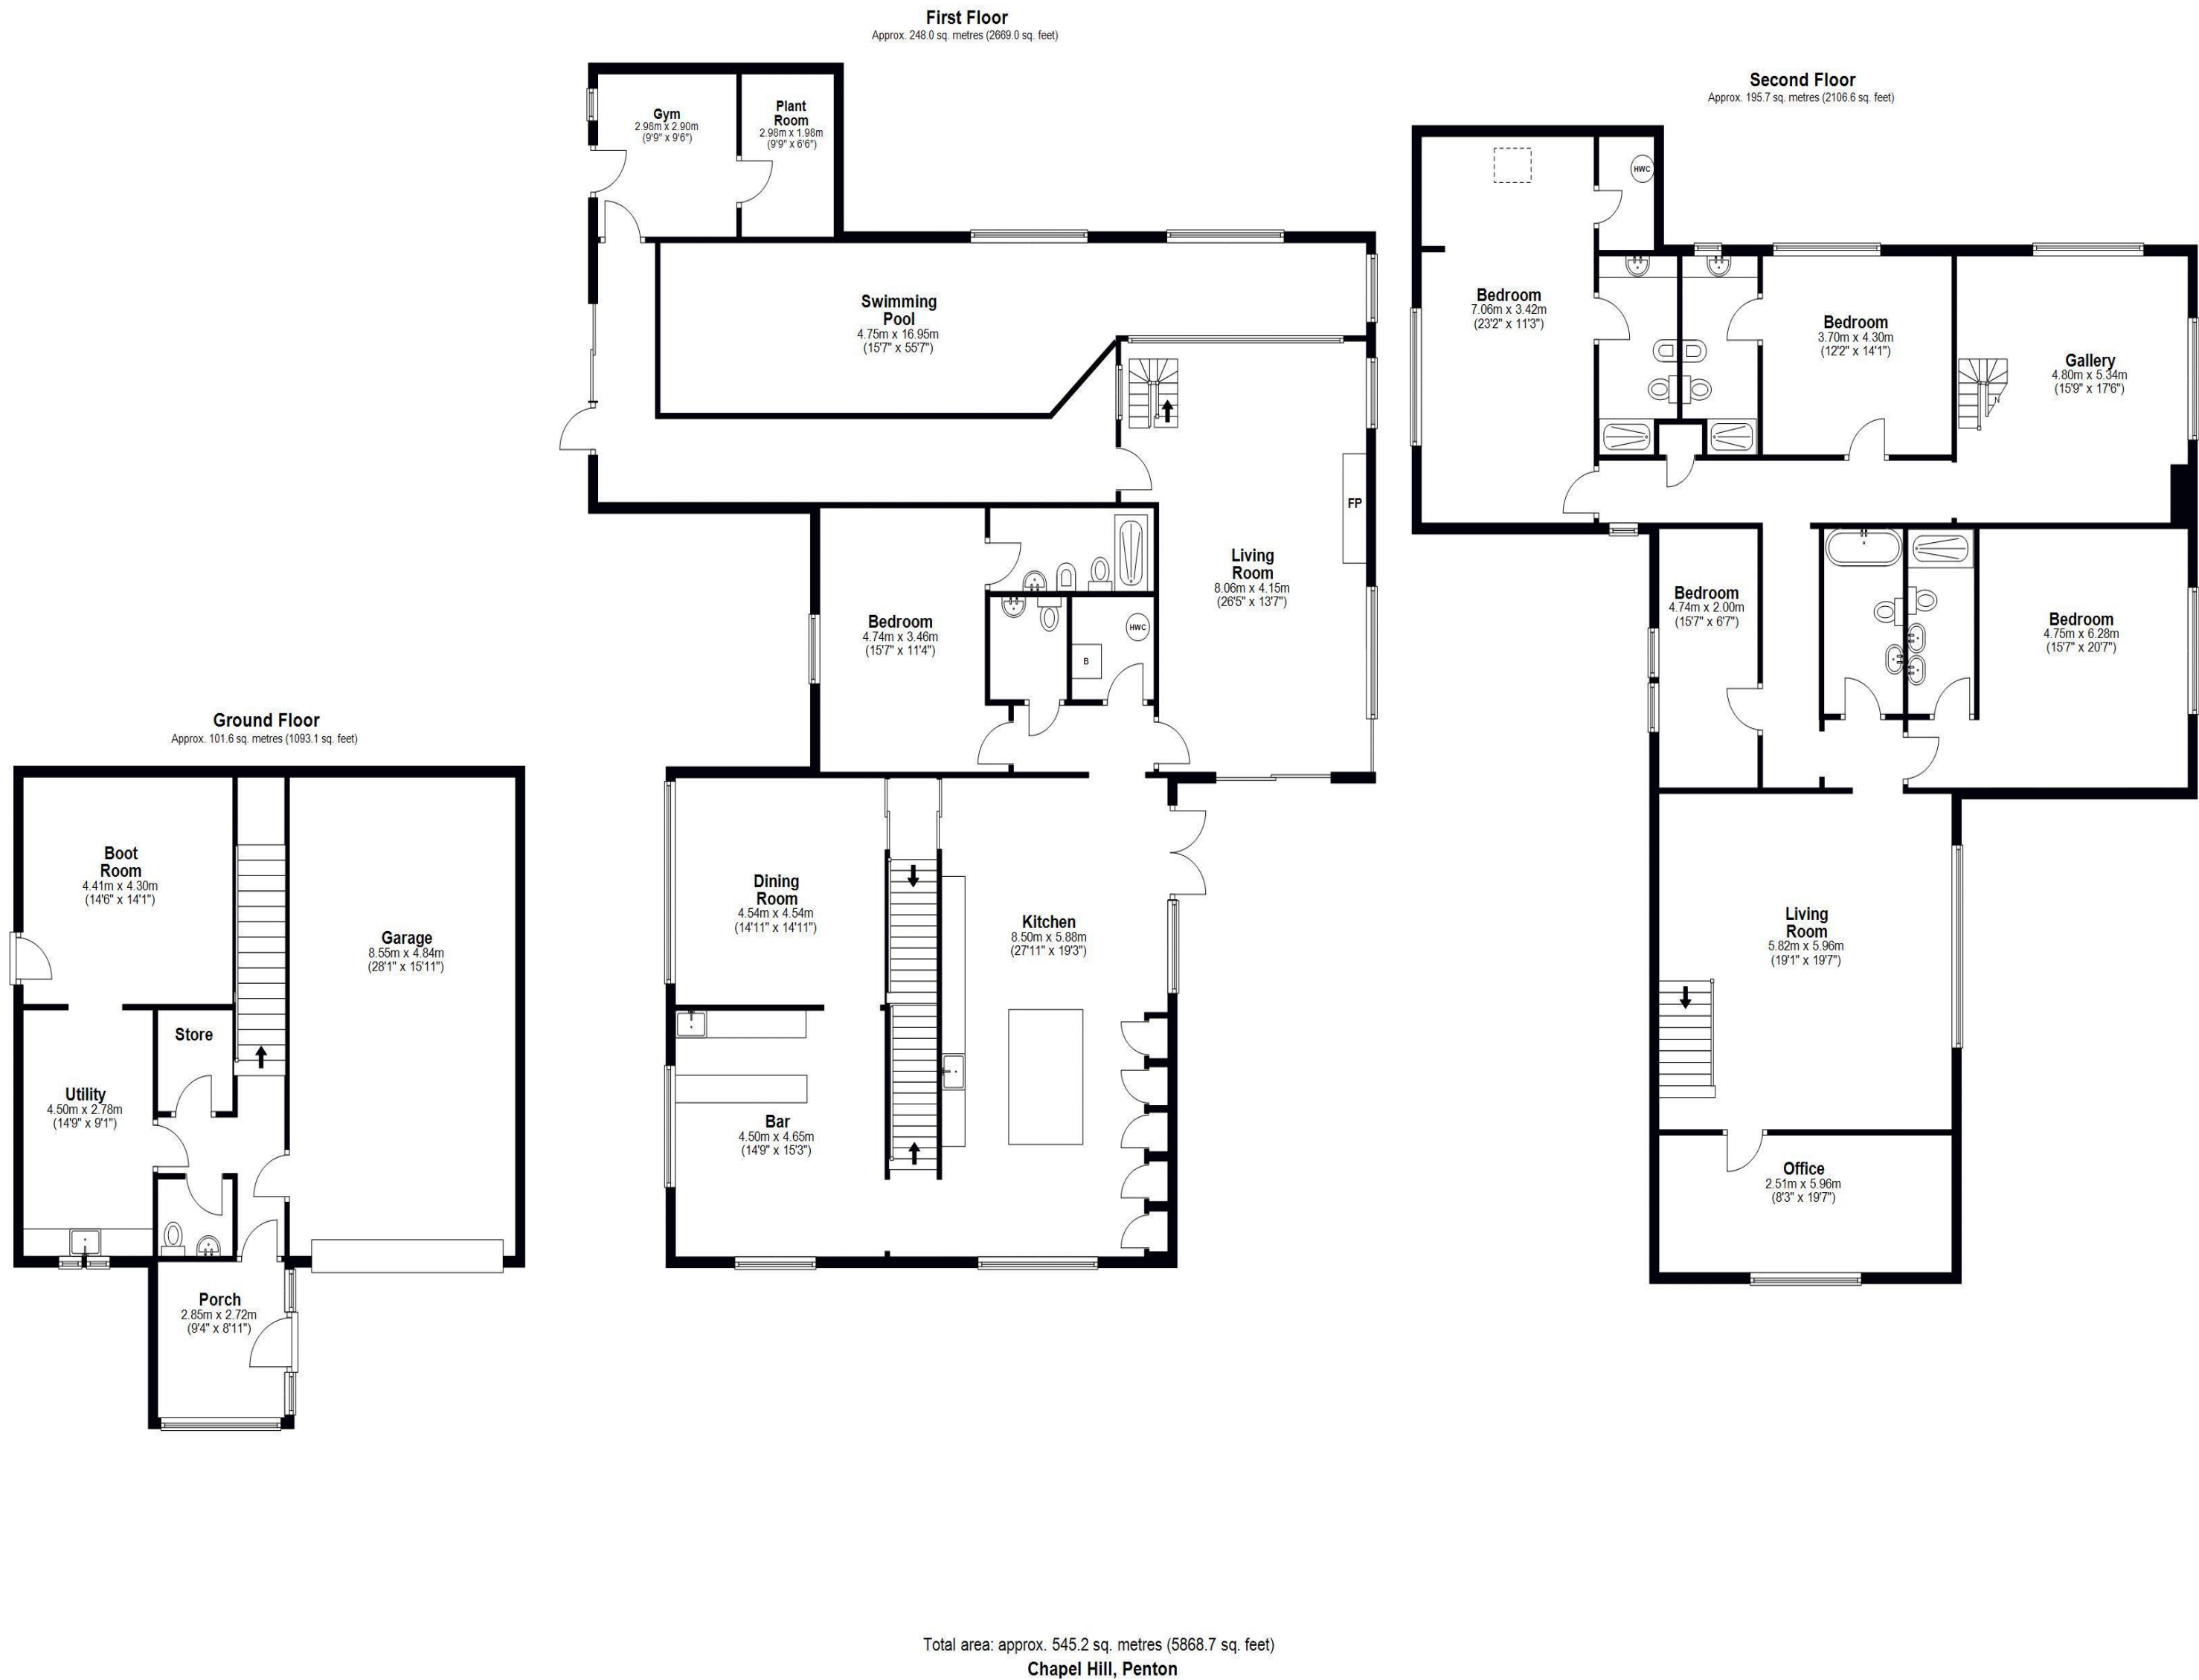 First Floor
Approx. 248.0 sq. metres (2669.0 sq. feet)
Gym
2.98m x 2.90m
(9'9" x 9'6")
Plant
Room
2.98m x 1.98m
(9'9" x 6'6")
Swimming
Pool
4.75m x 16.95m
(15'7" x 55'7")
FP
Living
Room
8.06m x 4.15m
(26'5" x 13'7")
Bedroom
4.74m x 3.46m
(15'7" x 11'4")
HWC
B
Dining
Room
4.54m x 4.54m
(14'11" x 14'11")
Kitchen
8.50m x 5.88m
(27'11" x 19'3")
Bar
4.50m x 4.65m
(14'9" x 15'3")
Second Floor
Approx. 195.7 sq. metres (2106.6 sq. feet)
HWC
Bedroom
7.06m x 3.42m
(23'2" x 11'3")
Bedroom
3.70m x 4.30m
(12'2" x 14'1")
Gallery
4.80m x 5.34m
(15'9" x 17'6")
N
Bedroom
4.74m x 2.00m
(15'7" x 6'7")
Bedroom
4.75m x 6.28m
(15'7" x 20'7")
Living
Room
5.82m x 5.96m
(19'1" x 19'7")
Office
2.51m x 5.96m
(8'3" x 19'7")
Ground Floor
Approx. 101.6 sq. metres (1093.1 sq. feet)
Boot
Room
4.41m x 4.30m
(14'6" x 14'1")
Garage
8.55m x 4.84m
(28'1" x 15'11")
Store
Utility
4.50m x 2.78m
(14'9" x 9'1")
Porch
2.85m x 2.72m
(9'4" x 8'11")
Total area: approx. 545.2 sq. metres (5868.7 sq. feet)
Chapel Hill, Penton